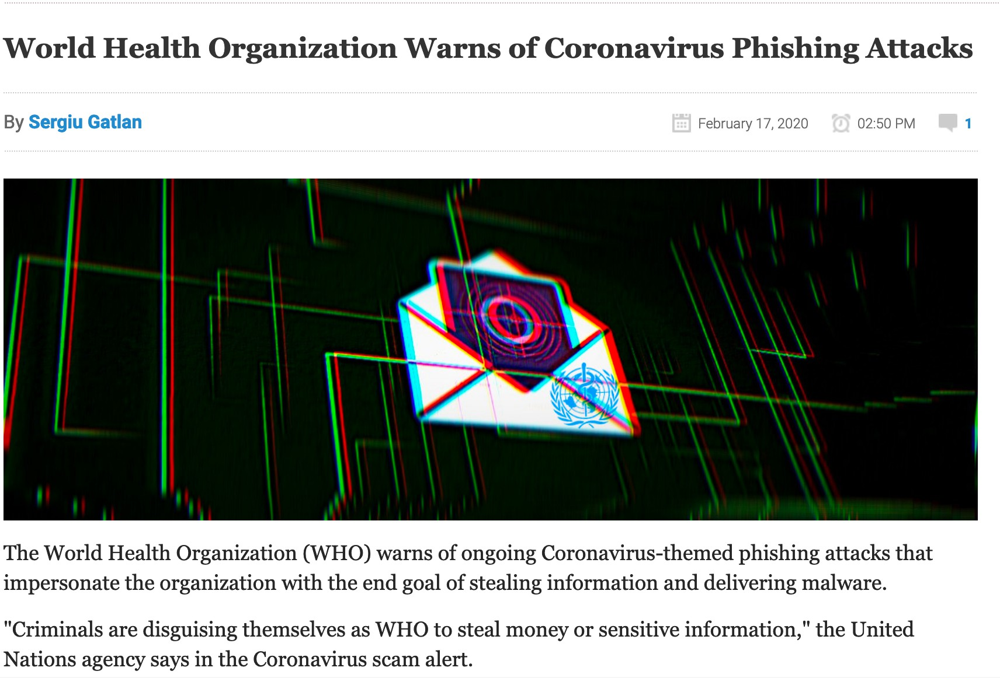 World Health Organization Warns of Coronavirus Phishing Attacks
By Sergiu Gatlan
February 17, 2020
02:50 PM
1
The World Health Organization (WHO) warns of ongoing Coronavirus-themed phishing attacks that
impersonate the organization with the end goal of stealing information and delivering malware.
"Criminals are disguising themselves as WHO to steal money or sensitive information," the United
Nations agency says in the Coronavirus scam alert.